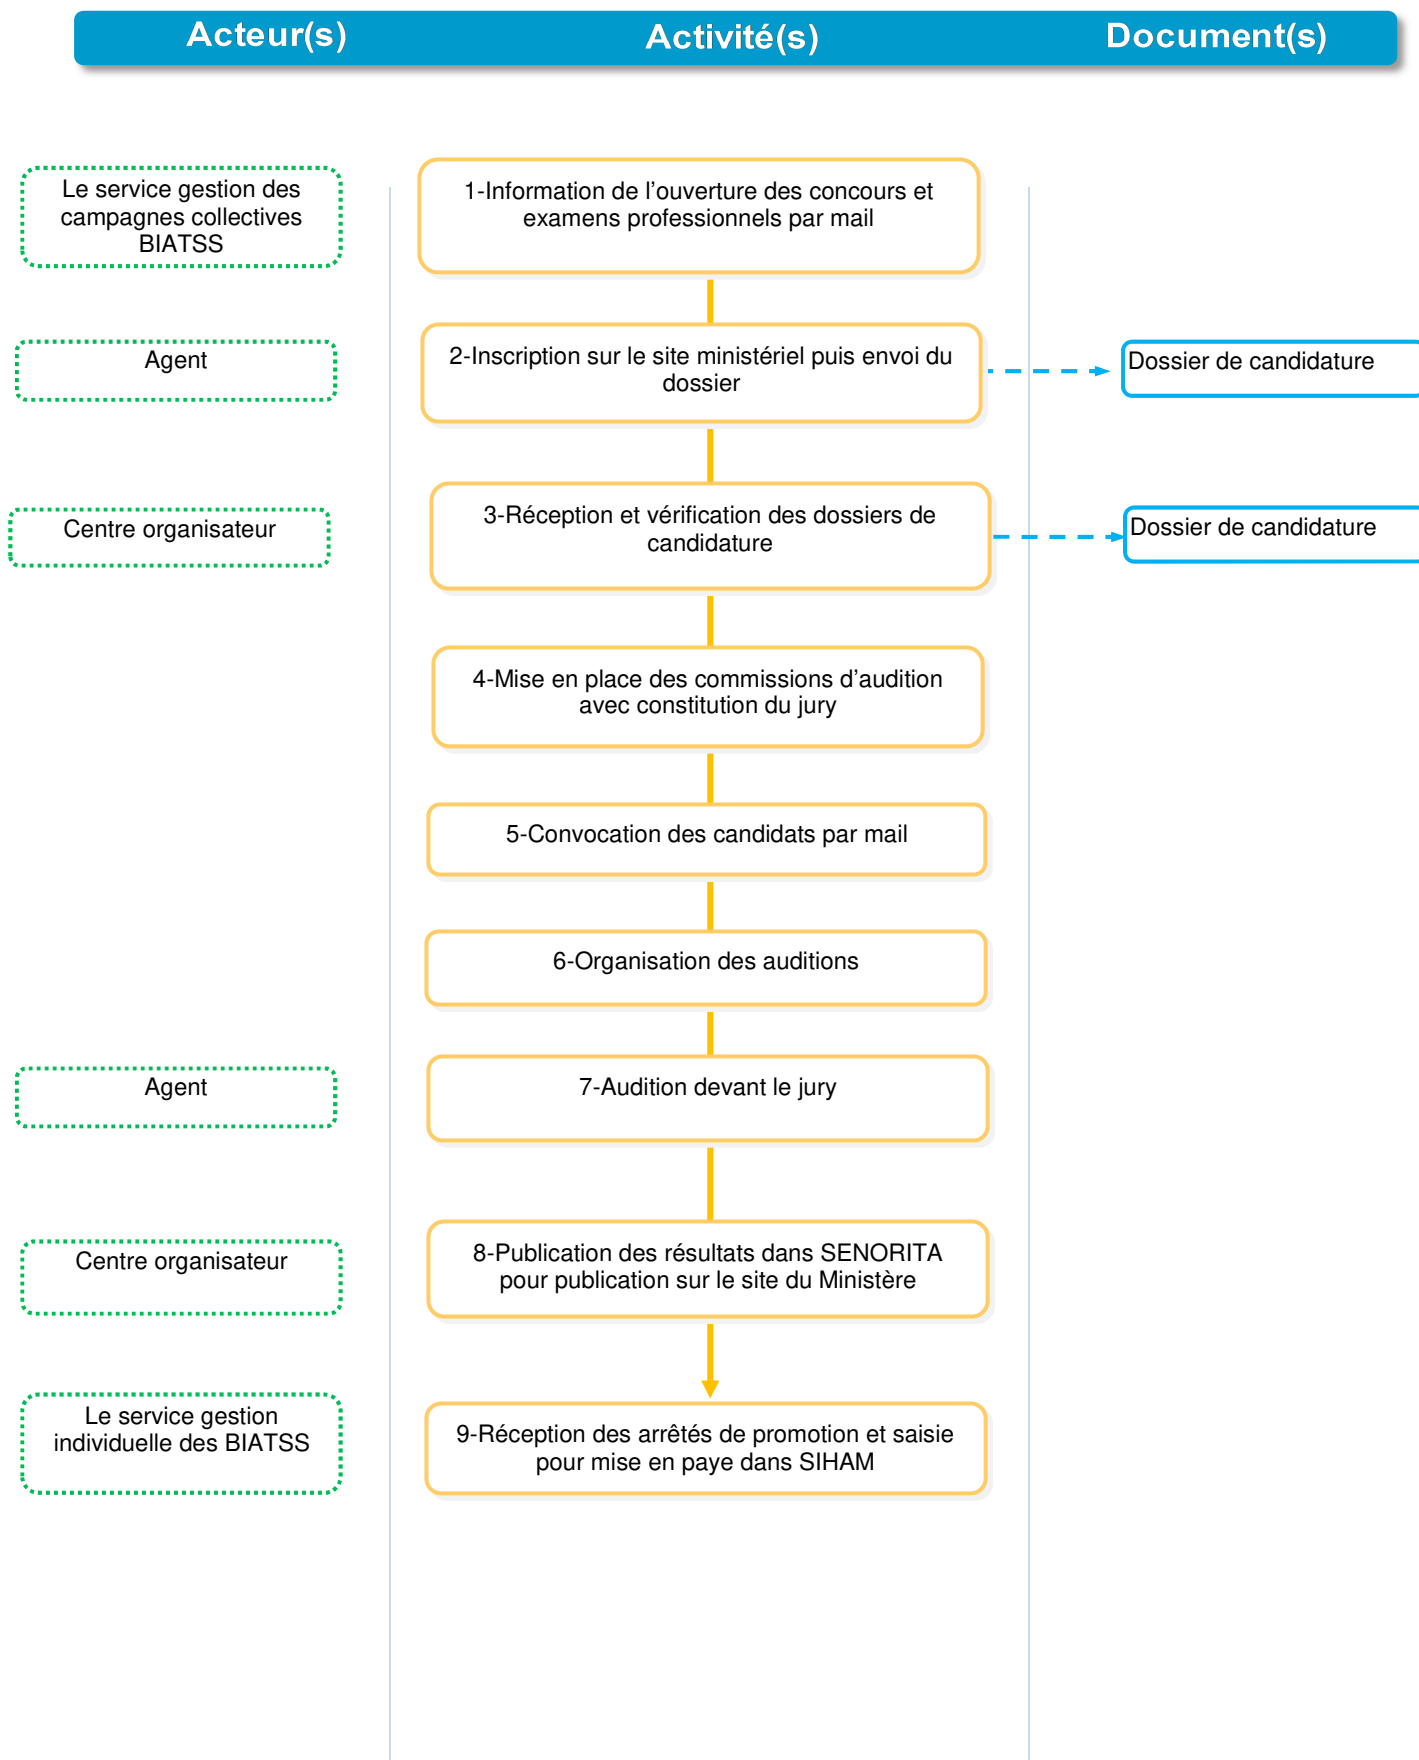 Acteur(s) Activité(s) Document(s)
Le service gestion des
campagnes collectives
BIATSS
1-Information de l’ouverture des concours et
examens professionnels par mail
Agent
2-Inscription sur le site ministériel puis envoi du
dossier
Dossier de candidature
Centre organisateur
3-Réception et vérification des dossiers de
candidature
Dossier de candidature
4-Mise en place des commissions d’audition
avec constitution du jury
5-Convocation des candidats par mail
6-Organisation des auditions
Agent
7-Audition devant le jury
Centre organisateur
8-Publication des résultats dans SENORITA
pour publication sur le site du Ministère
Le service gestion
individuelle des BIATSS
9-Réception des arrêtés de promotion et saisie
pour mise en paye dans SIHAM